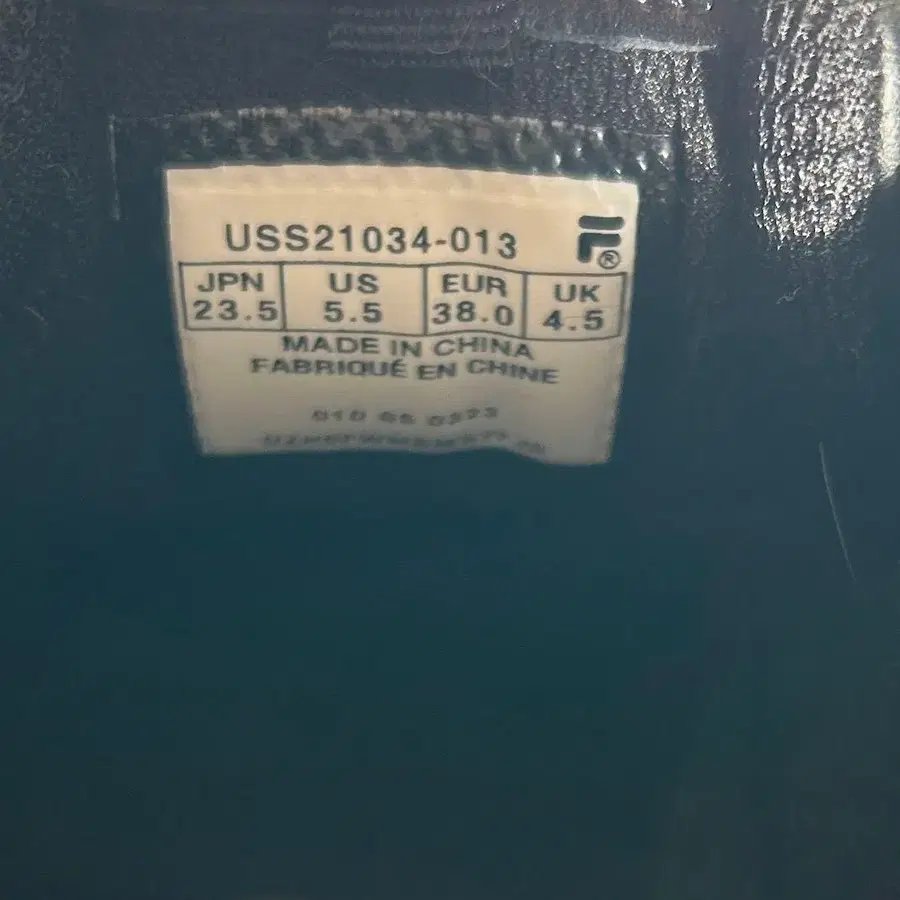 USS21034-013
F®
JPN US EUR UK
23.5 5.5 38.0 4.5
MADE IN CHINA
FABRIQUÉ EN CHINE